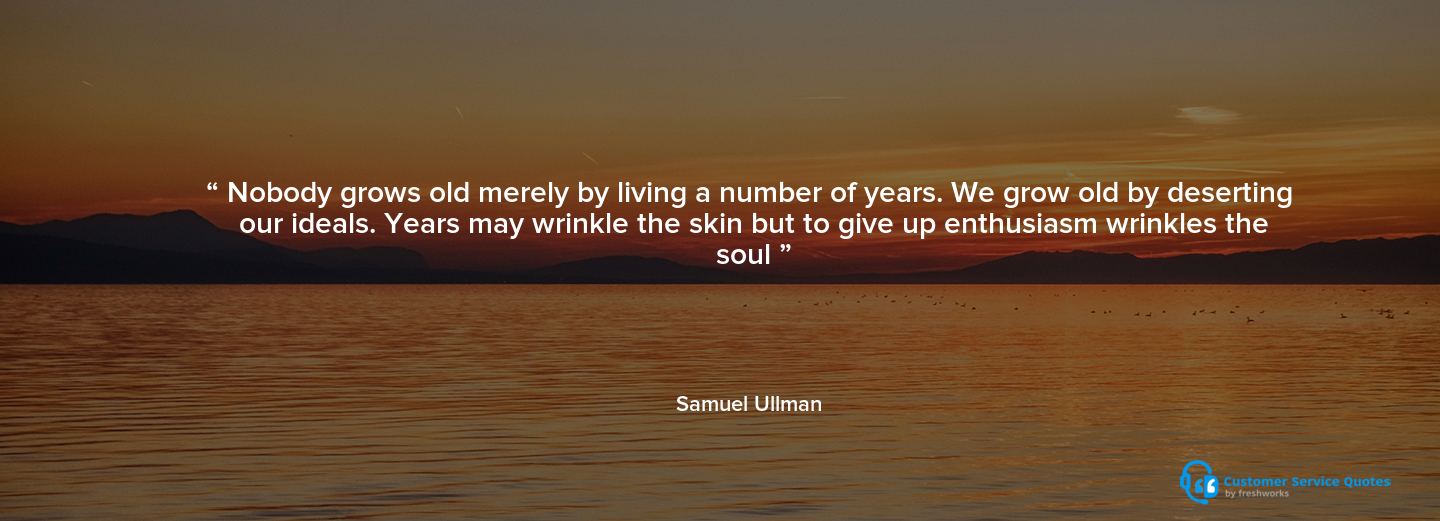 “ Nobody grows old merely by living a number of years. We grow old by deserting
our ideals. Years may wrinkle the skin but to give up enthusiasm wrinkles the
soul ”
Samuel Ullman
Customer Service Quotes
by freshworks